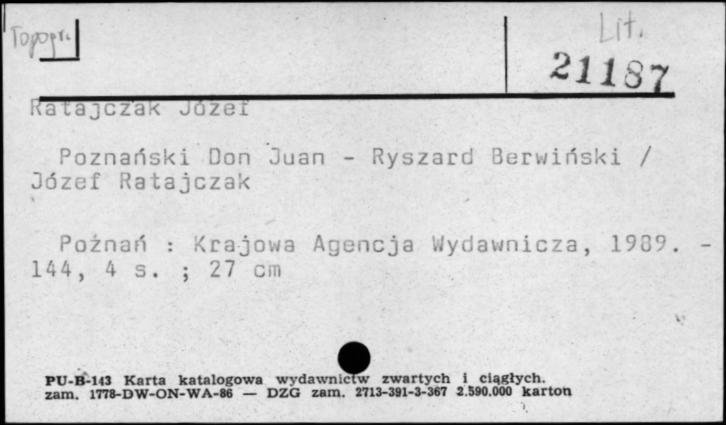 Topogr.
Lit.
21187
Ratajczak Józef
Poznański Don Juan - Ryszard Berwiński /
Józef Ratajczak
Poznań : Krajowa Agencja Wydawnicza, 1989. -
144, 4 s. ; 27 cm
PU-B-143 Karta katalogowa wydawnictw zwartych i ciągłych.
zam. 1778-DW-ON-WA-86 — DZG zam. 2713-391-3-367 2.590.000 karton